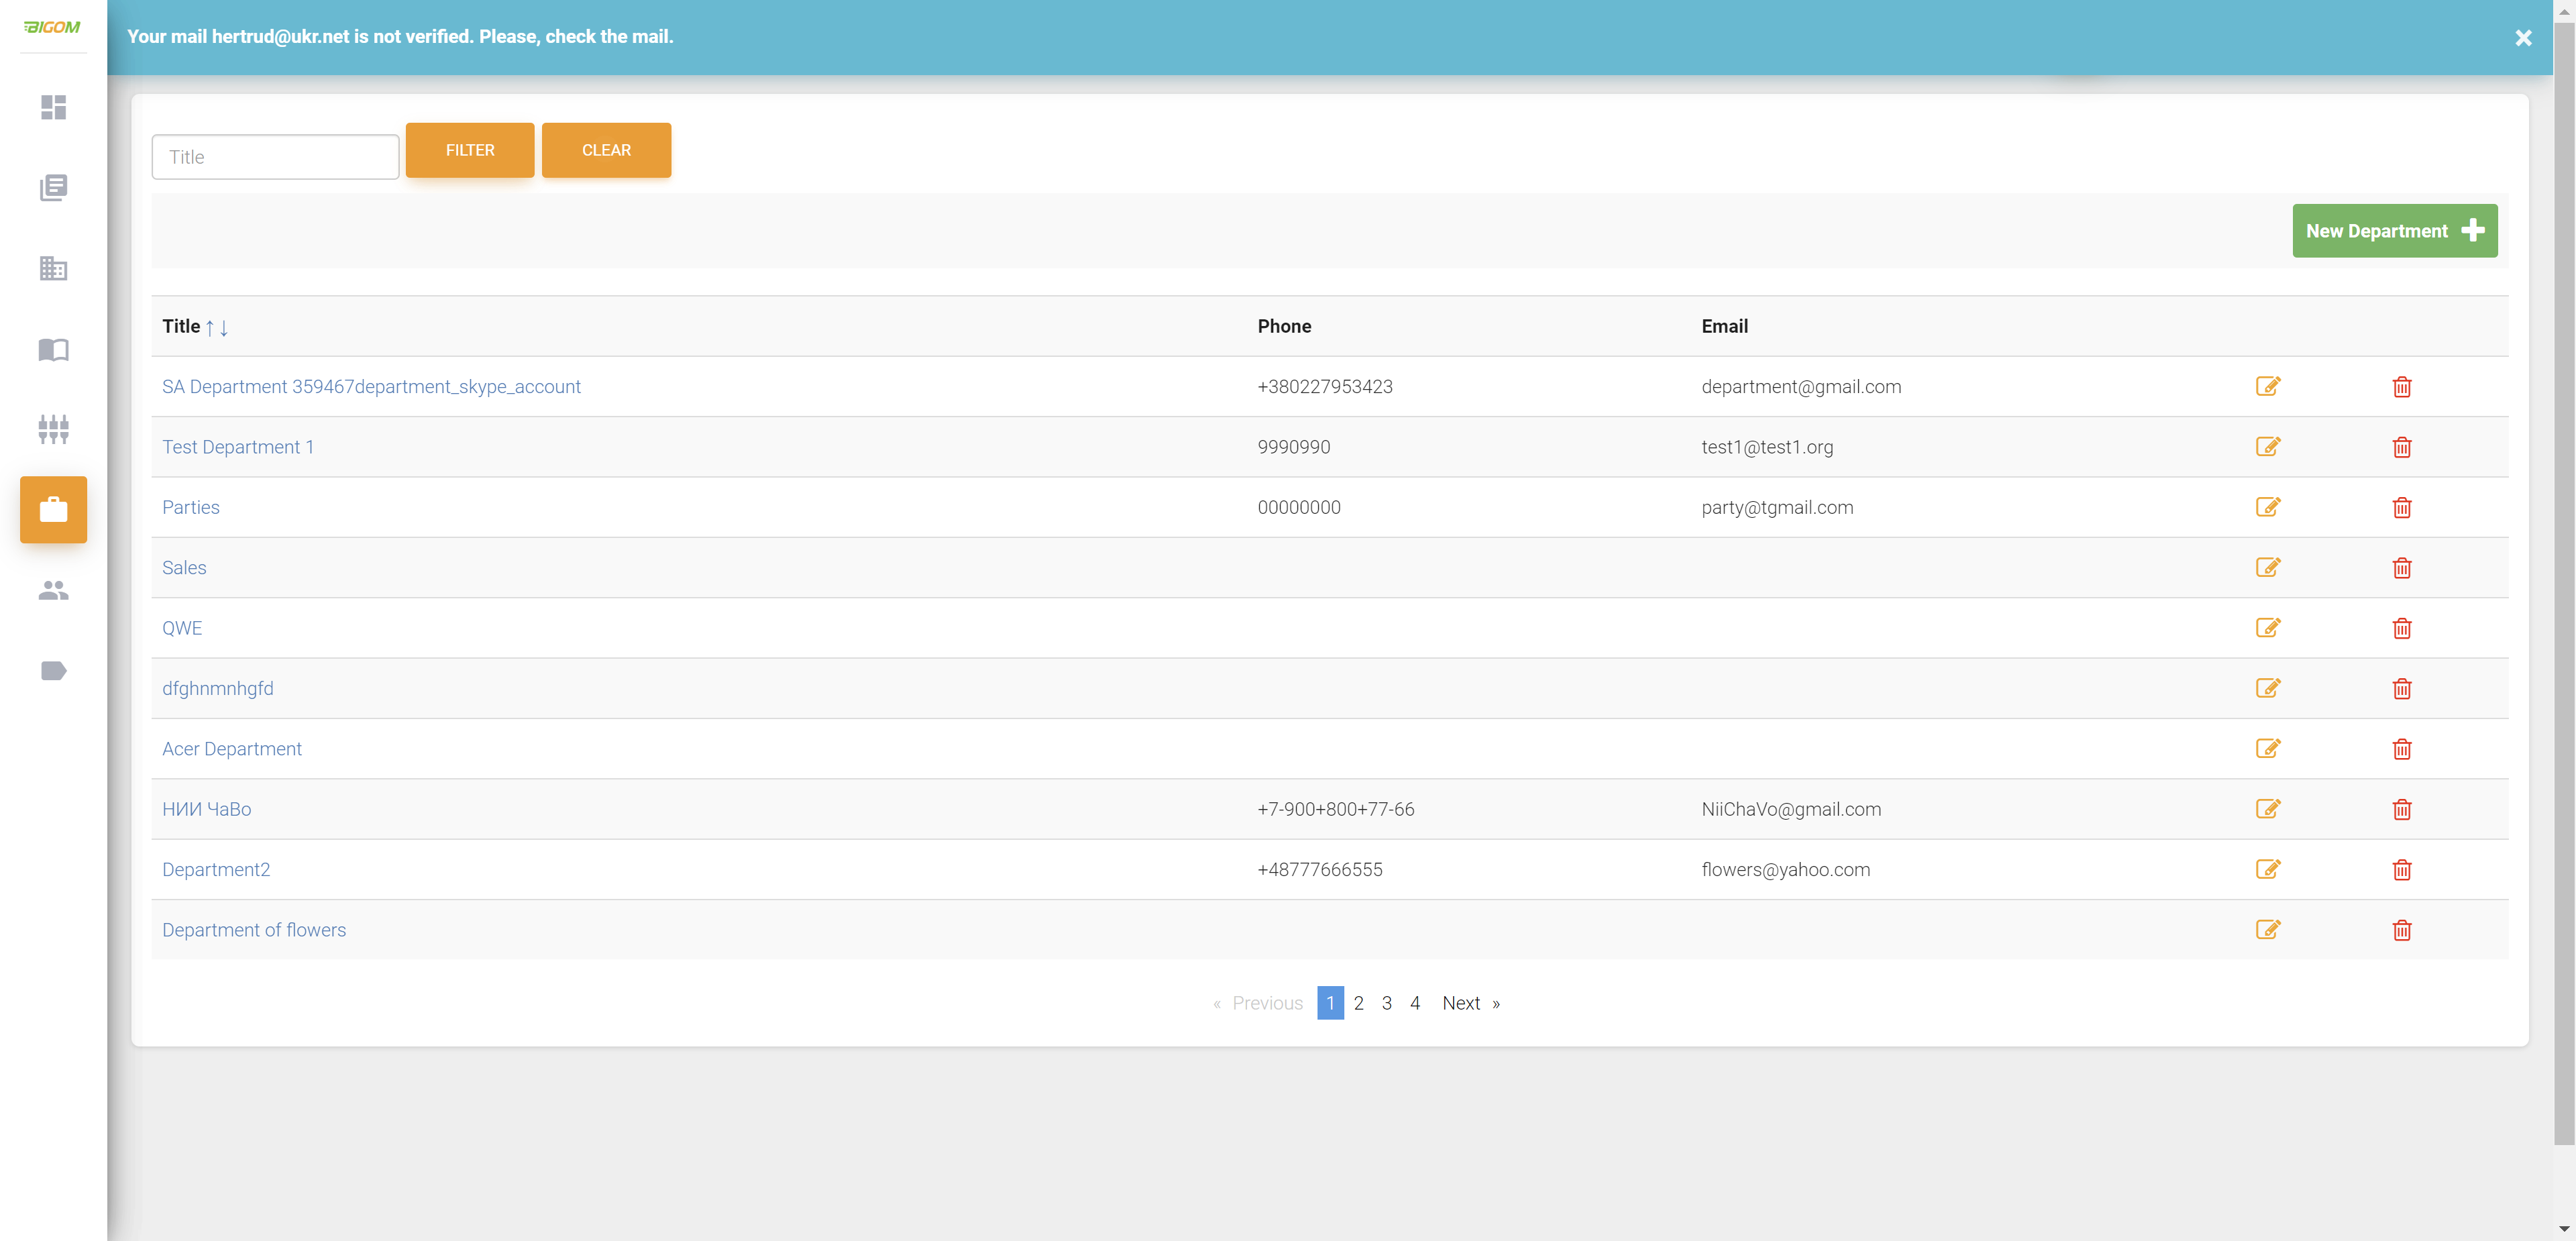 BIGOM
Your mail hertrud@ukr.net is not verified. Please, check the mail.
Title FILTER CLEAR
New Department
Title ↑↓ Phone Email
SA Department 359467department_skype_account +380227953423 department@gmail.com
Test Department 1 9990990 test1@test1.org
Parties 00000000 party@tgmail.com
Sales
QWE
dfghnmnhgfd
Acer Department
НИИ ЧаВо +7-900+800+77-66 NiiChaVo@gmail.com
Department2 +48777666555 flowers@yahoo.com
Department of flowers
« Previous 1 2 3 4 Next »